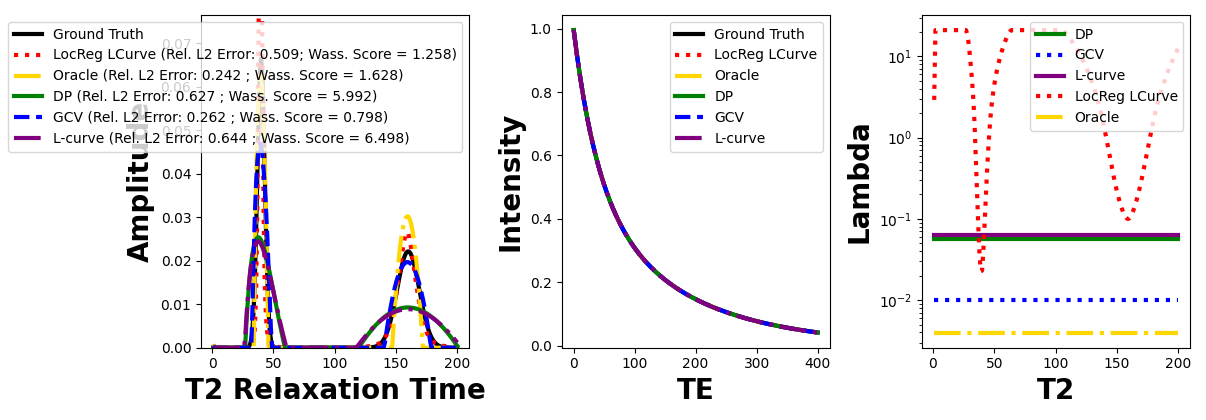 Ground Truth
LocReg LCurve (Rel. L2 Error: 0.509; Wass. Score = 1.258)
Oracle (Rel. L2 Error: 0.242 ; Wass. Score = 1.628)
DP (Rel. L2 Error: 0.627 ; Wass. Score = 5.992)
GCV (Rel. L2 Error: 0.262 ; Wass. Score = 0.798)
L-curve (Rel. L2 Error: 0.644 ; Wass. Score = 6.498)
Amplitude
0.07
0.06
0.05
0.04
0.03
0.02
0.01
0.00
0 50 100 150 200
T2 Relaxation Time
Ground Truth
LocReg LCurve
Oracle
DP
GCV
L-curve
Intensity
1.0
0.8
0.6
0.4
0.2
0.0
0 100 200 300 400
TE
DP
GCV
L-curve
LocReg LCurve
Oracle
Lambda
10¹
10⁰
10⁻¹
10⁻²
0 50 100 150 200
T2